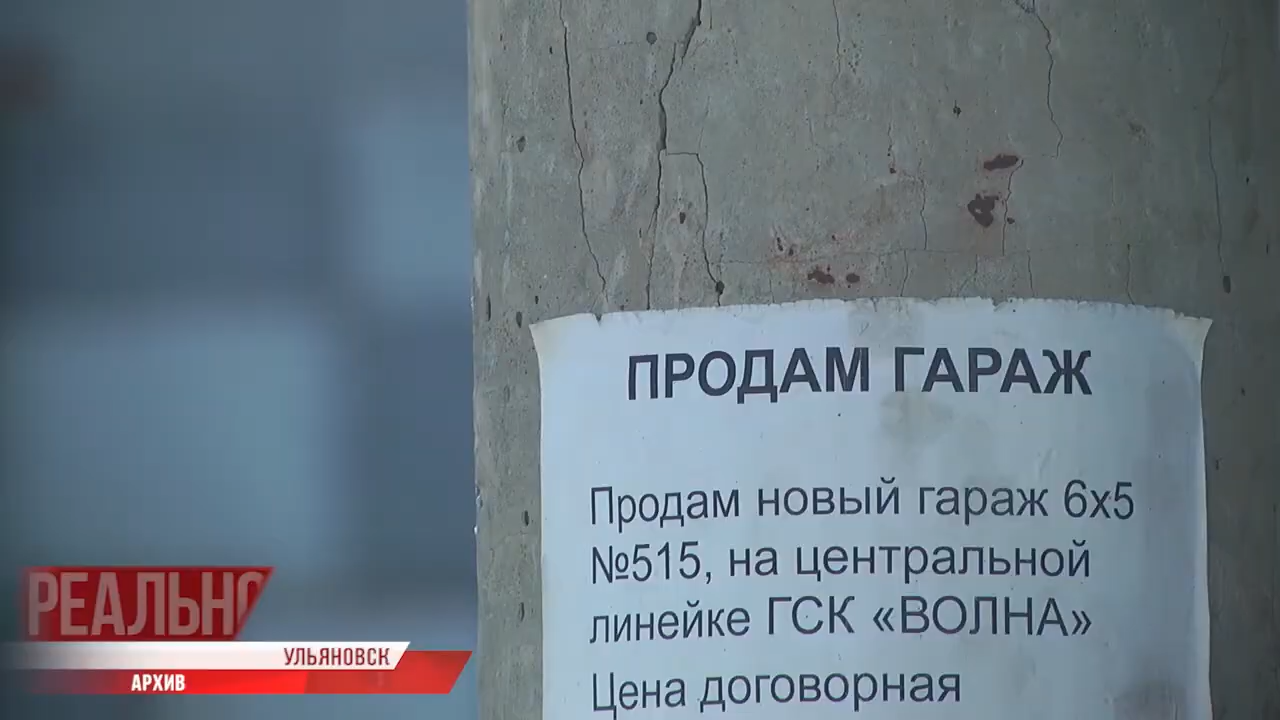 ПРОДАМ ГАРАЖ
Продам новый гараж 6х5
№515, на центральной
линейке ГСК «ВОЛНА»
Цена договорная
РЕАЛЬНО
УЛЬЯНОВСК
АРХИВ